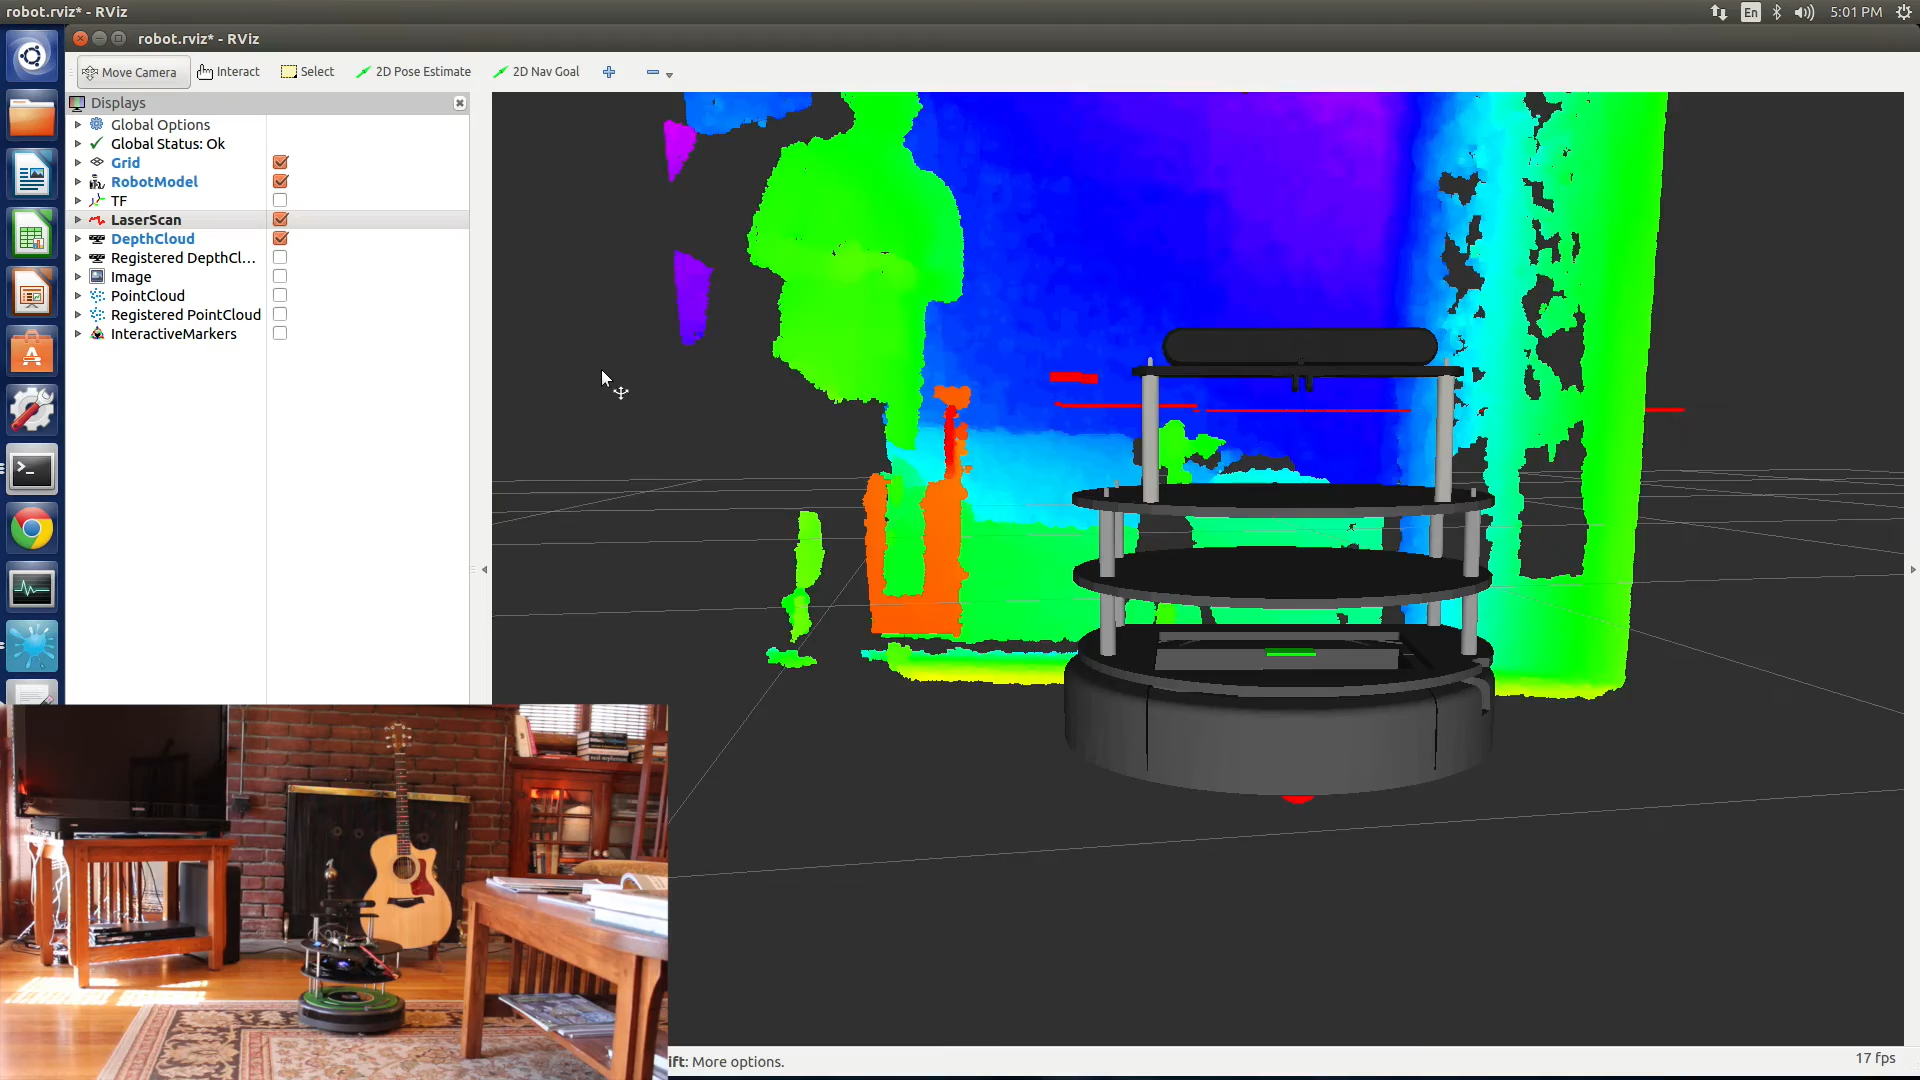 robot.rviz* - RViz
En
5:01 PM
robot.rviz* - RViz
Move Camera
Interact
Select
2D Pose Estimate
2D Nav Goal
Displays
Global Options
Global Status: Ok
Grid
RobotModel
TF
LaserScan
DepthCloud
Registered DepthCl...
Image
PointCloud
Registered PointCloud
InteractiveMarkers
ift: More options.
17 fps